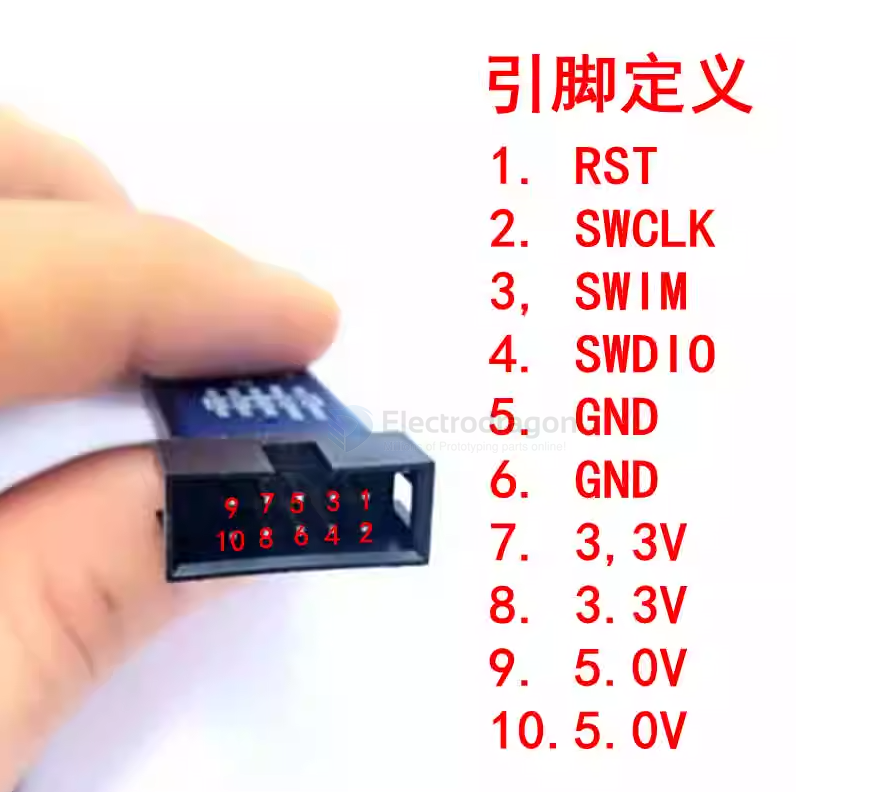 引脚定义
1. RST
2. SWCLK
3, SWIM
4. SWDIO
5. GND
Electrodragon
of Prototyping parts online!
6. GND
7. 3,3V
8. 3.3V
9. 5.0V
10.5.0V
9 7 5 3 1
10 8 6 4 2